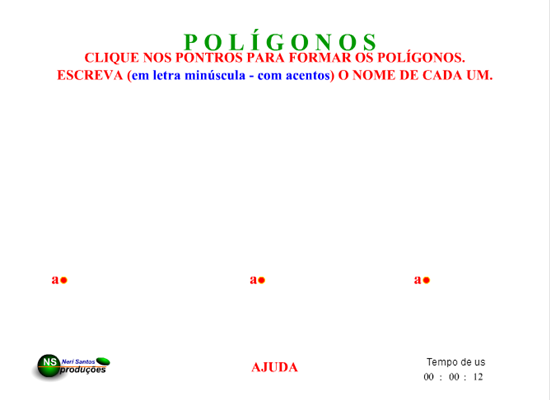 POLÍGONOS
CLIQUE NOS PONTROS PARA FORMAR OS POLÍGONOS.
ESCREVA (em letra minúscula - com acentos) O NOME DE CADA UM.
a a a
NS Neri Santos
produções
AJUDA
Tempo de us
00 : 00 : 12